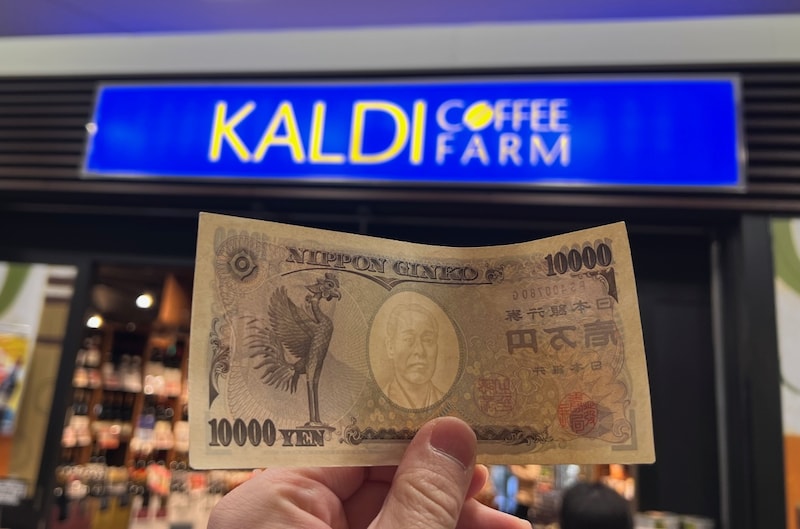 KALDI COFFEE
FARM
NIPPON GINKO
10000
日本銀行券
壱万円
日本銀行
10000 YEN